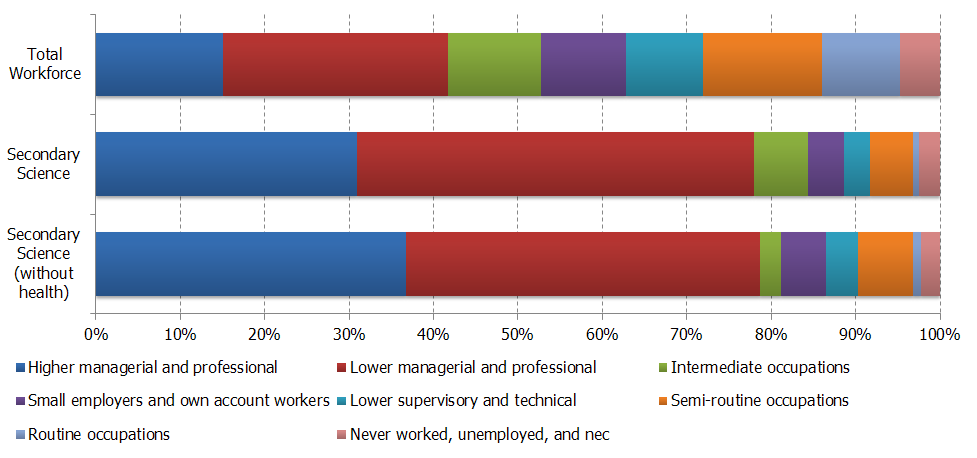 Total
Workforce
Secondary
Science
Secondary
Science
(without
health)
0% 10% 20% 30% 40% 50% 60% 70% 80% 90% 100%
Higher managerial and professional Lower managerial and professional Intermediate occupations
Small employers and own account workers Lower supervisory and technical Semi-routine occupations
Routine occupations Never worked, unemployed, and nec